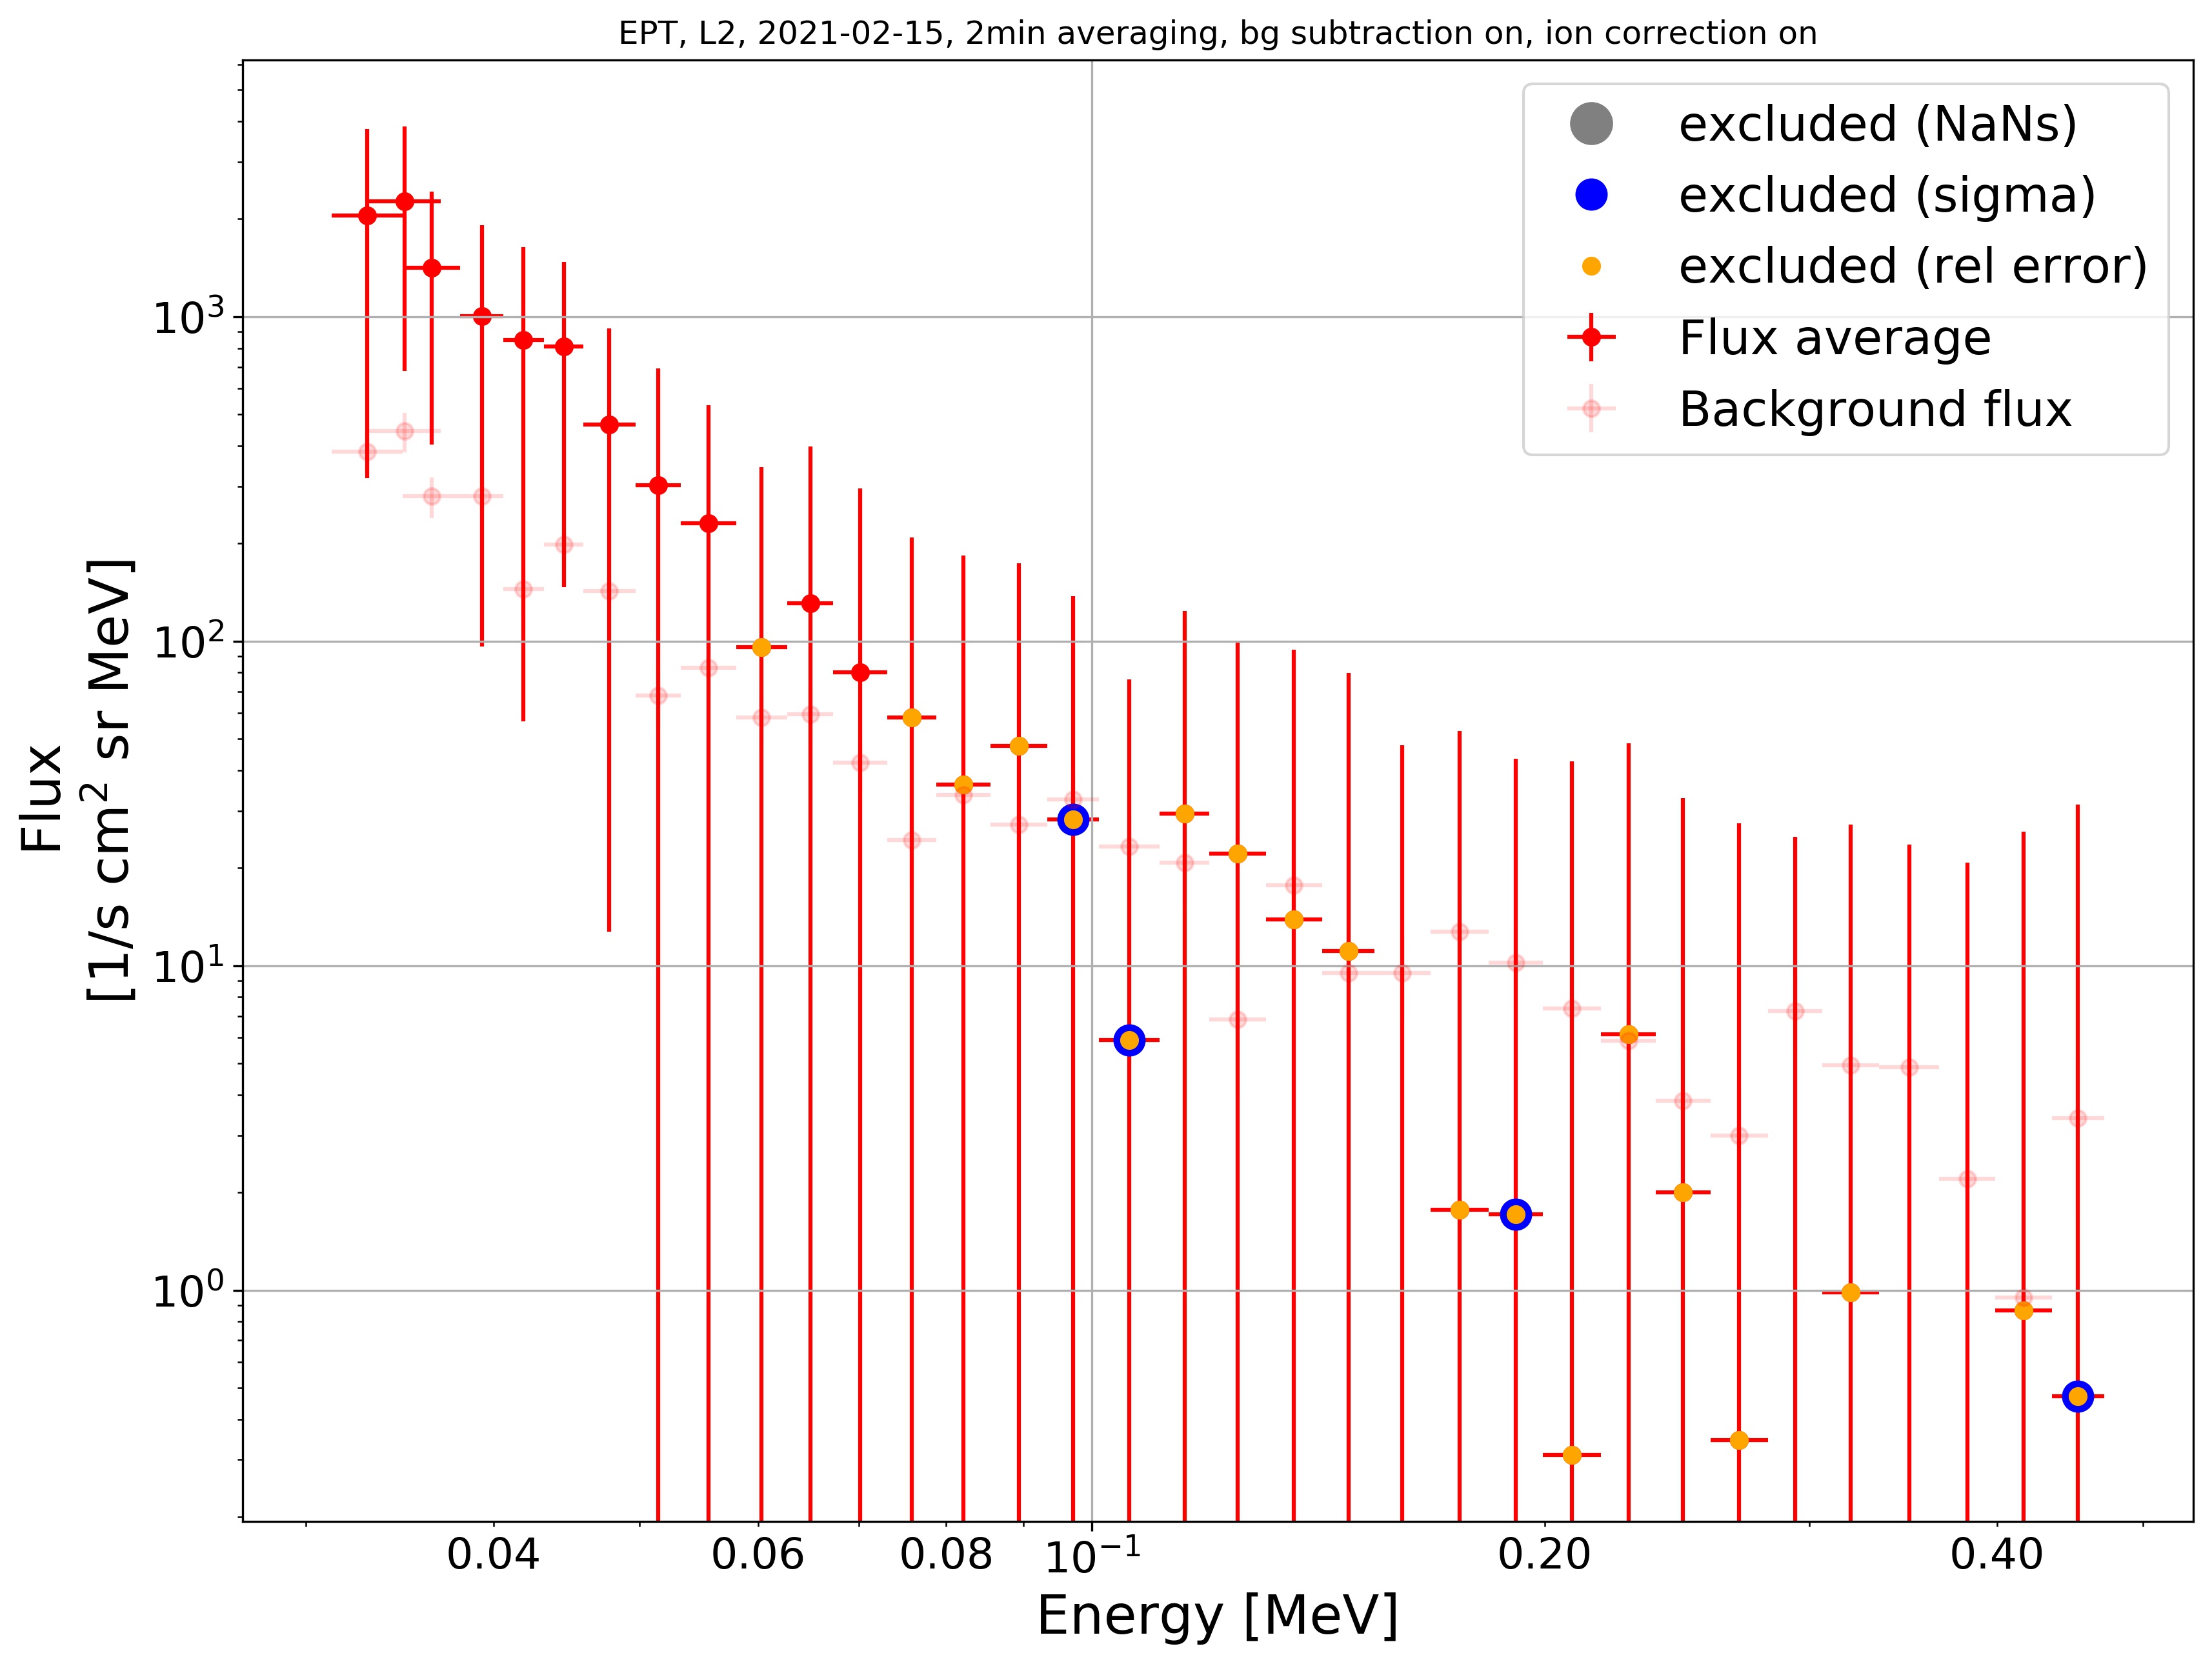 EPT, L2, 2021-02-15, 2min averaging, bg subtraction on, ion correction on
excluded (NaNs)
excluded (sigma)
excluded (rel error)
Flux average
Background flux
Flux
[1/s cm² sr MeV]
10³
10²
10¹
10⁰
0.04
0.06
0.08
10⁻¹
0.20
0.40
Energy [MeV]